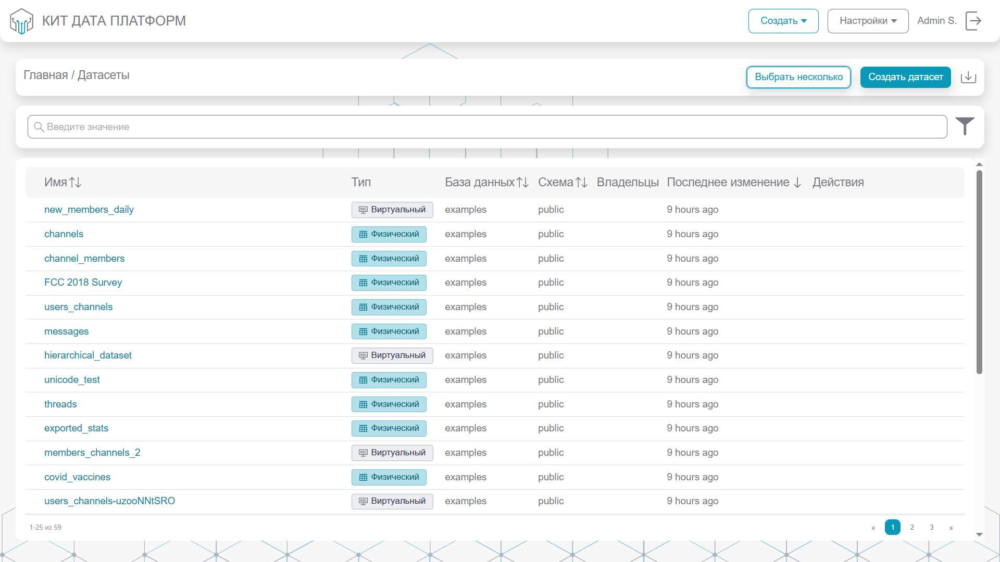 КИТ ДАТА ПЛАТФОРМ
Создать
Настройки
Admin S.
Главная / Датасеты
Выбрать несколько
Создать датасет
Введите значение
Имя Тип База данных Схема Владельцы Последнее изменение Действия
new_members_daily Виртуальный examples public 9 hours ago
channels Физический examples public 9 hours ago
channel_members Физический examples public 9 hours ago
FCC 2018 Survey Физический examples public 9 hours ago
users_channels Физический examples public 9 hours ago
messages Физический examples public 9 hours ago
hierarchical_dataset Виртуальный examples public 9 hours ago
unicode_test Физический examples public 9 hours ago
threads Физический examples public 9 hours ago
exported_stats Физический examples public 9 hours ago
members_channels_2 Виртуальный examples public 9 hours ago
covid_vaccines Физический examples public 9 hours ago
users_channels-uzooNNtSRO Виртуальный examples public 9 hours ago
1-25 из 59
« 1 2 3 »